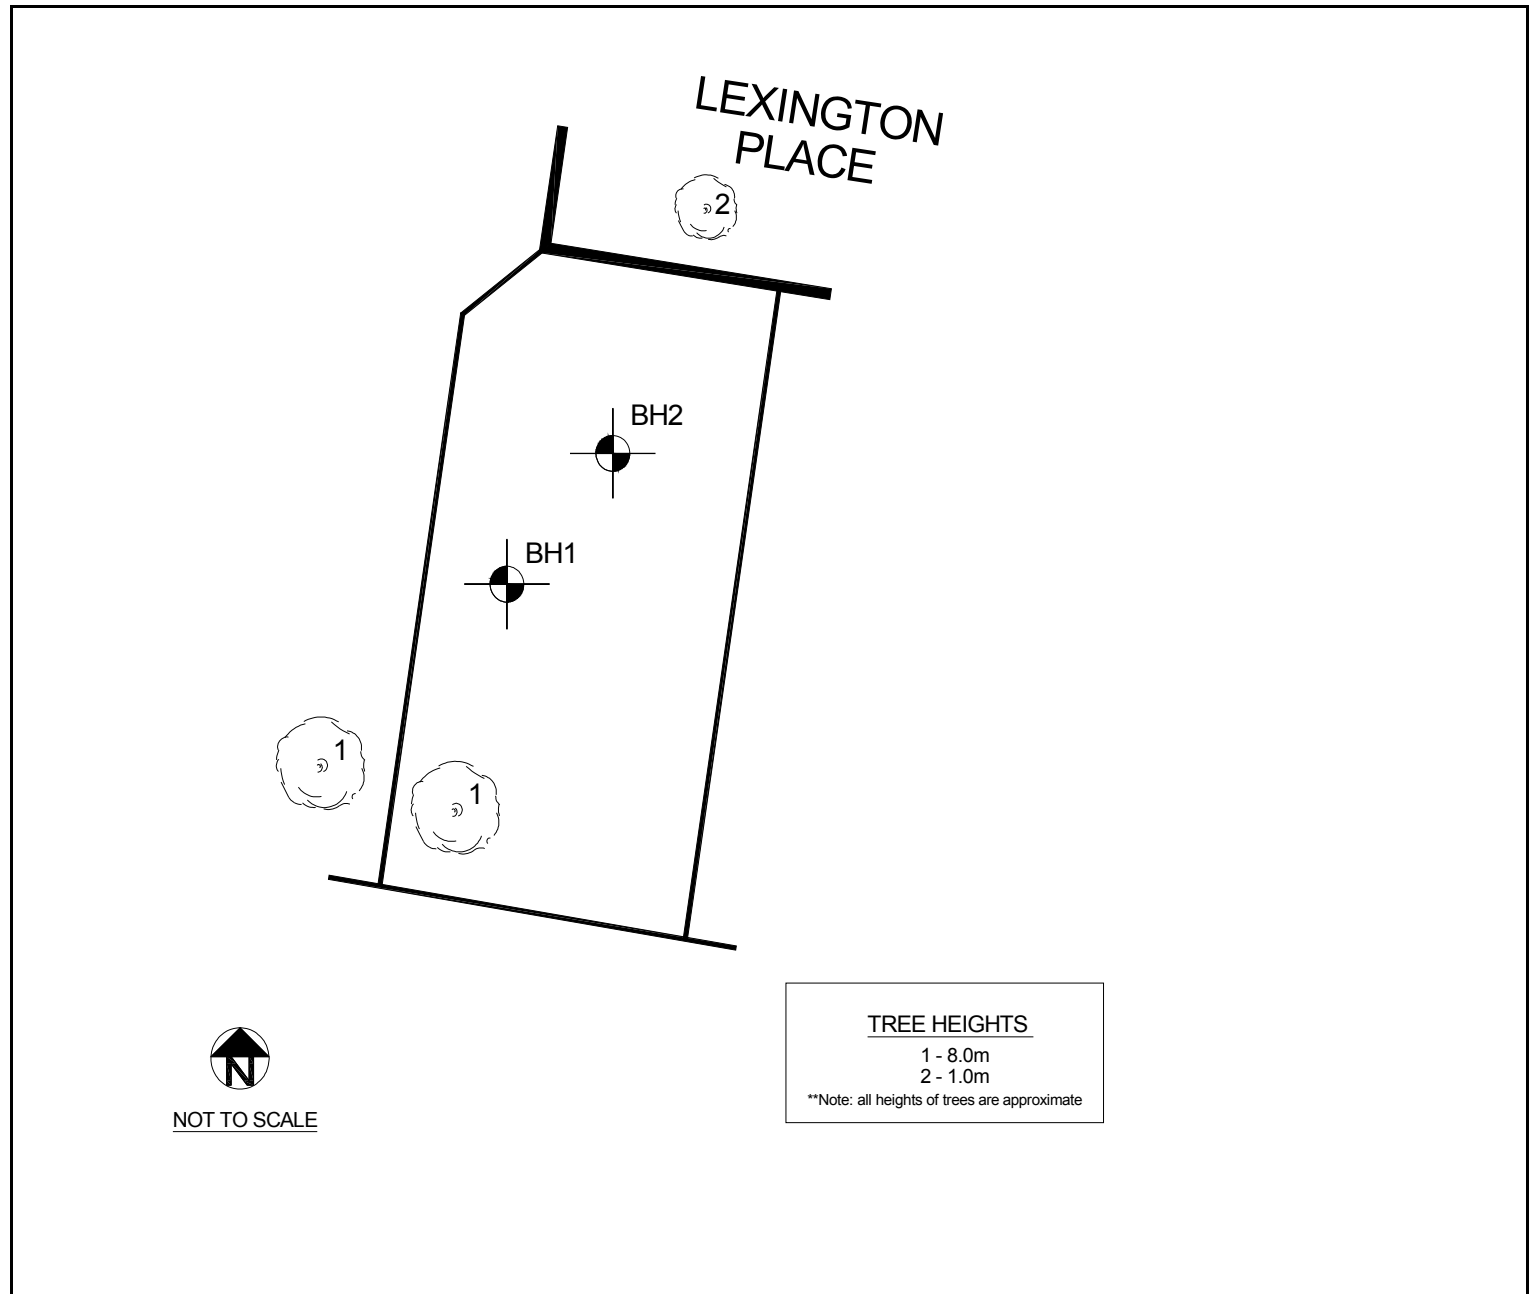 LEXINGTON
PLACE
2
BH2
BH1
1
1
N
NOT TO SCALE
TREE HEIGHTS
1 - 8.0m
2 - 1.0m
**Note: all heights of trees are approximate